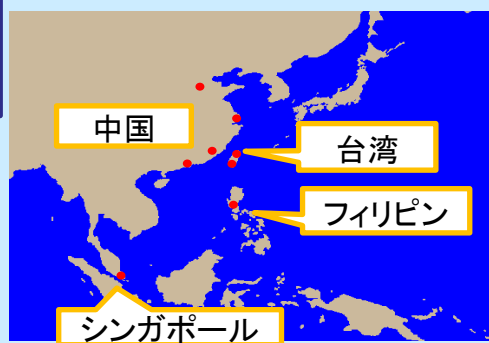 中国
台湾
フィリピン
シンガポール